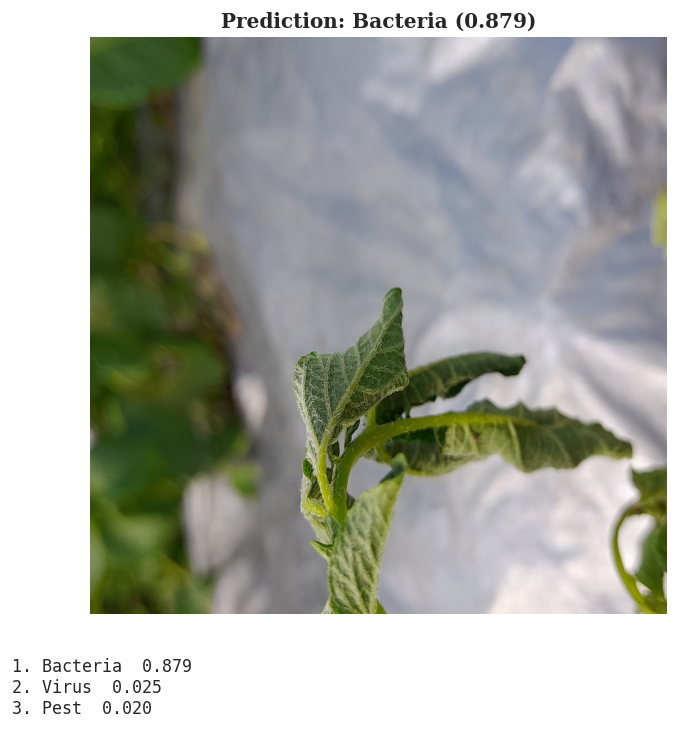 Prediction: Bacteria (0.879)
1. Bacteria  0.879
2. Virus  0.025
3. Pest  0.020